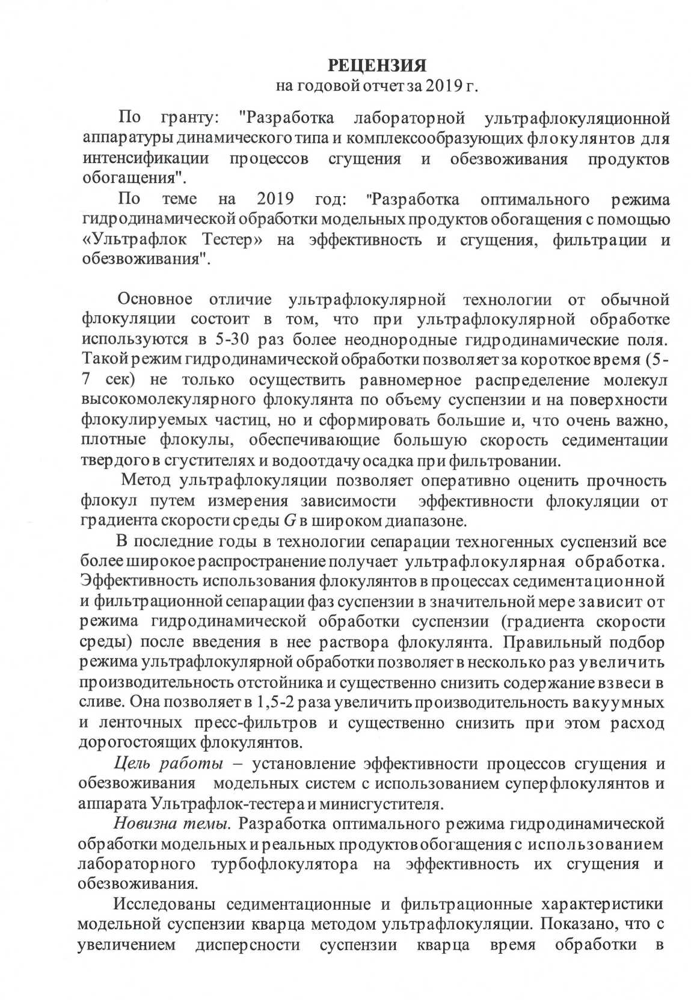 РЕЦЕНЗИЯ
на годовой отчет за 2019 г.
По гранту: "Разработка лабораторной ультрафлокуляционной
аппаратуры динамического типа и комплексообразующих флокулянтов для
интенсификации процессов сгущения и обезвоживания продуктов
обогащения".
По теме на 2019 год: "Разработка оптимального режима
гидродинамической обработки модельных продуктов обогащения с помощью
«Ультрафлок Тестер» на эффективность и сгущения, фильтрации и
обезвоживания".
Основное отличие ультрафлокулярной технологии от обычной
флокуляции состоит в том, что при ультрафлокулярной обработке
используются в 5-30 раз более неоднородные гидродинамические поля.
Такой режим гидродинамической обработки позволяет за короткое время (5-
7 сек) не только осуществить равномерное распределение молекул
высокомолекулярного флокулянта по объему суспензии и на поверхности
флокулируемых частиц, но и сформировать большие и, что очень важно,
плотные флокулы, обеспечивающие большую скорость седиментации
твердого в сгустителях и водоотдачу осадка при фильтровании.
Метод ультрафлокуляции позволяет оперативно оценить прочность
флокул путем измерения зависимости эффективности флокуляции от
градиента скорости среды G в широком диапазоне.
В последние годы в технологии сепарации техногенных суспензий все
более широкое распространение получает ультрафлокулярная обработка.
Эффективность использования флокулянтов в процессах седиментационной
и фильтрационной сепарации фаз суспензии в значительной мере зависит от
режима гидродинамической обработки суспензии (градиента скорости
среды) после введения в нее раствора флокулянта. Правильный подбор
режима ультрафлокулярной обработки позволяет в несколько раз увеличить
производительность отстойника и существенно снизить содержание взвеси в
сливе. Она позволяет в 1,5-2 раза увеличить производительность вакуумных
и ленточных пресс-фильтров и существенно снизить при этом расход
дорогостоящих флокулянтов.
Цель работы – установление эффективности процессов сгущения и
обезвоживания модельных систем с использованием суперфлокулянтов и
аппарата Ультрафлок-тестера и минисгустителя.
Новизна темы. Разработка оптимального режима гидродинамической
обработки модельных и реальных продуктов обогащения с использованием
лабораторного турбофлокулятора на эффективность их сгущения и
обезвоживания.
Исследованы седиментационные и фильтрационные характеристики
модельной суспензии кварца методом ультрафлокуляции. Показано, что с
увеличением дисперсности суспензии кварца время обработки в